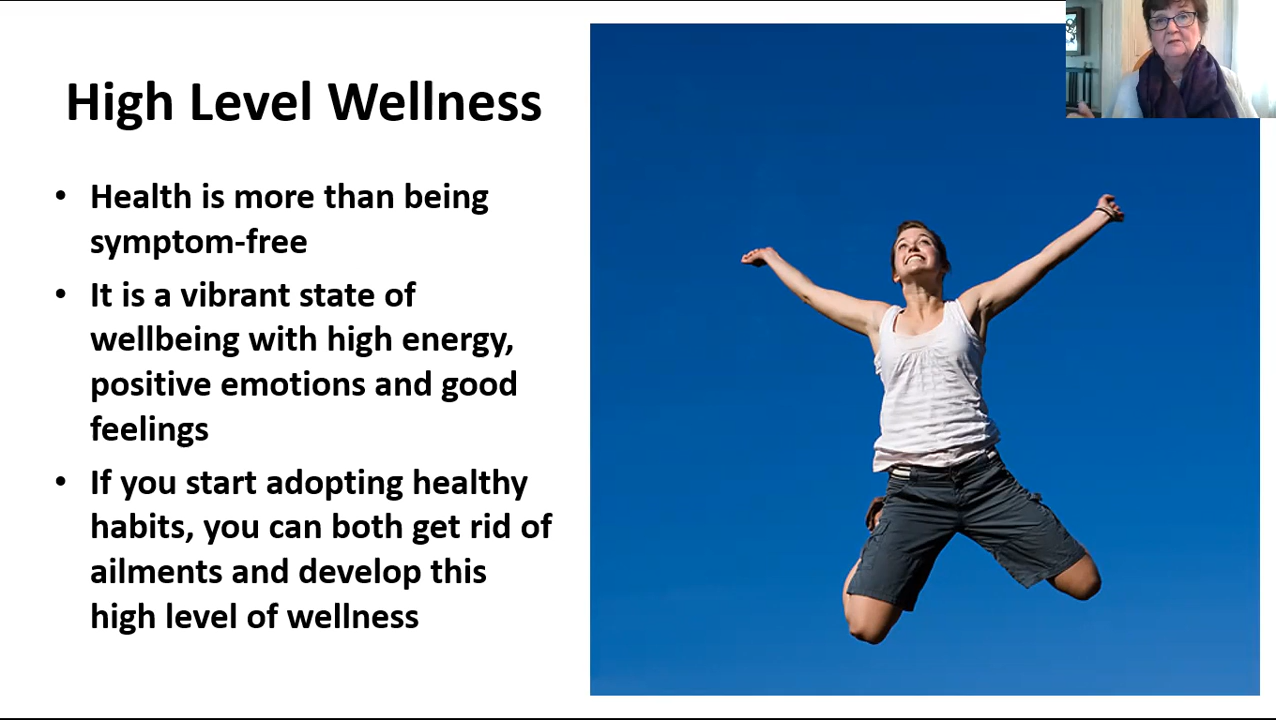 High Level Wellness
• Health is more than being
symptom-free
• It is a vibrant state of
wellbeing with high energy,
positive emotions and good
feelings
• If you start adopting healthy
habits, you can both get rid of
ailments and develop this
high level of wellness